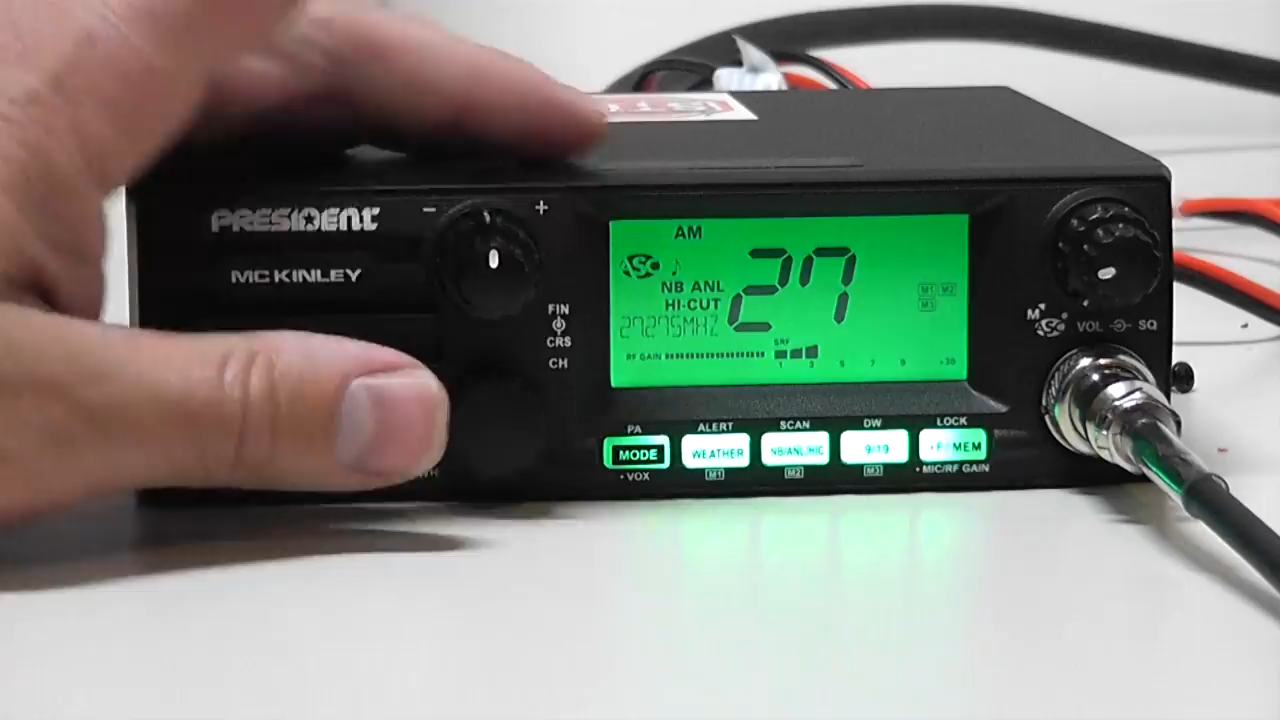 PRESIDENT
MC KINLEY
- +
FIN
CRS
CH
AM
ASC ♪
NB ANL
HI-CUT
27
27275MHZ
M1 M2
M3
RF GAIN
SRF
1 3 5 7 9 +30
M ASC VOL SQ
PA ALERT SCAN DW LOCK
MODE WEATHER NB/ANL/HIC 9/19 MEM
• VOX M1 M2 M3 • MIC/RF GAIN